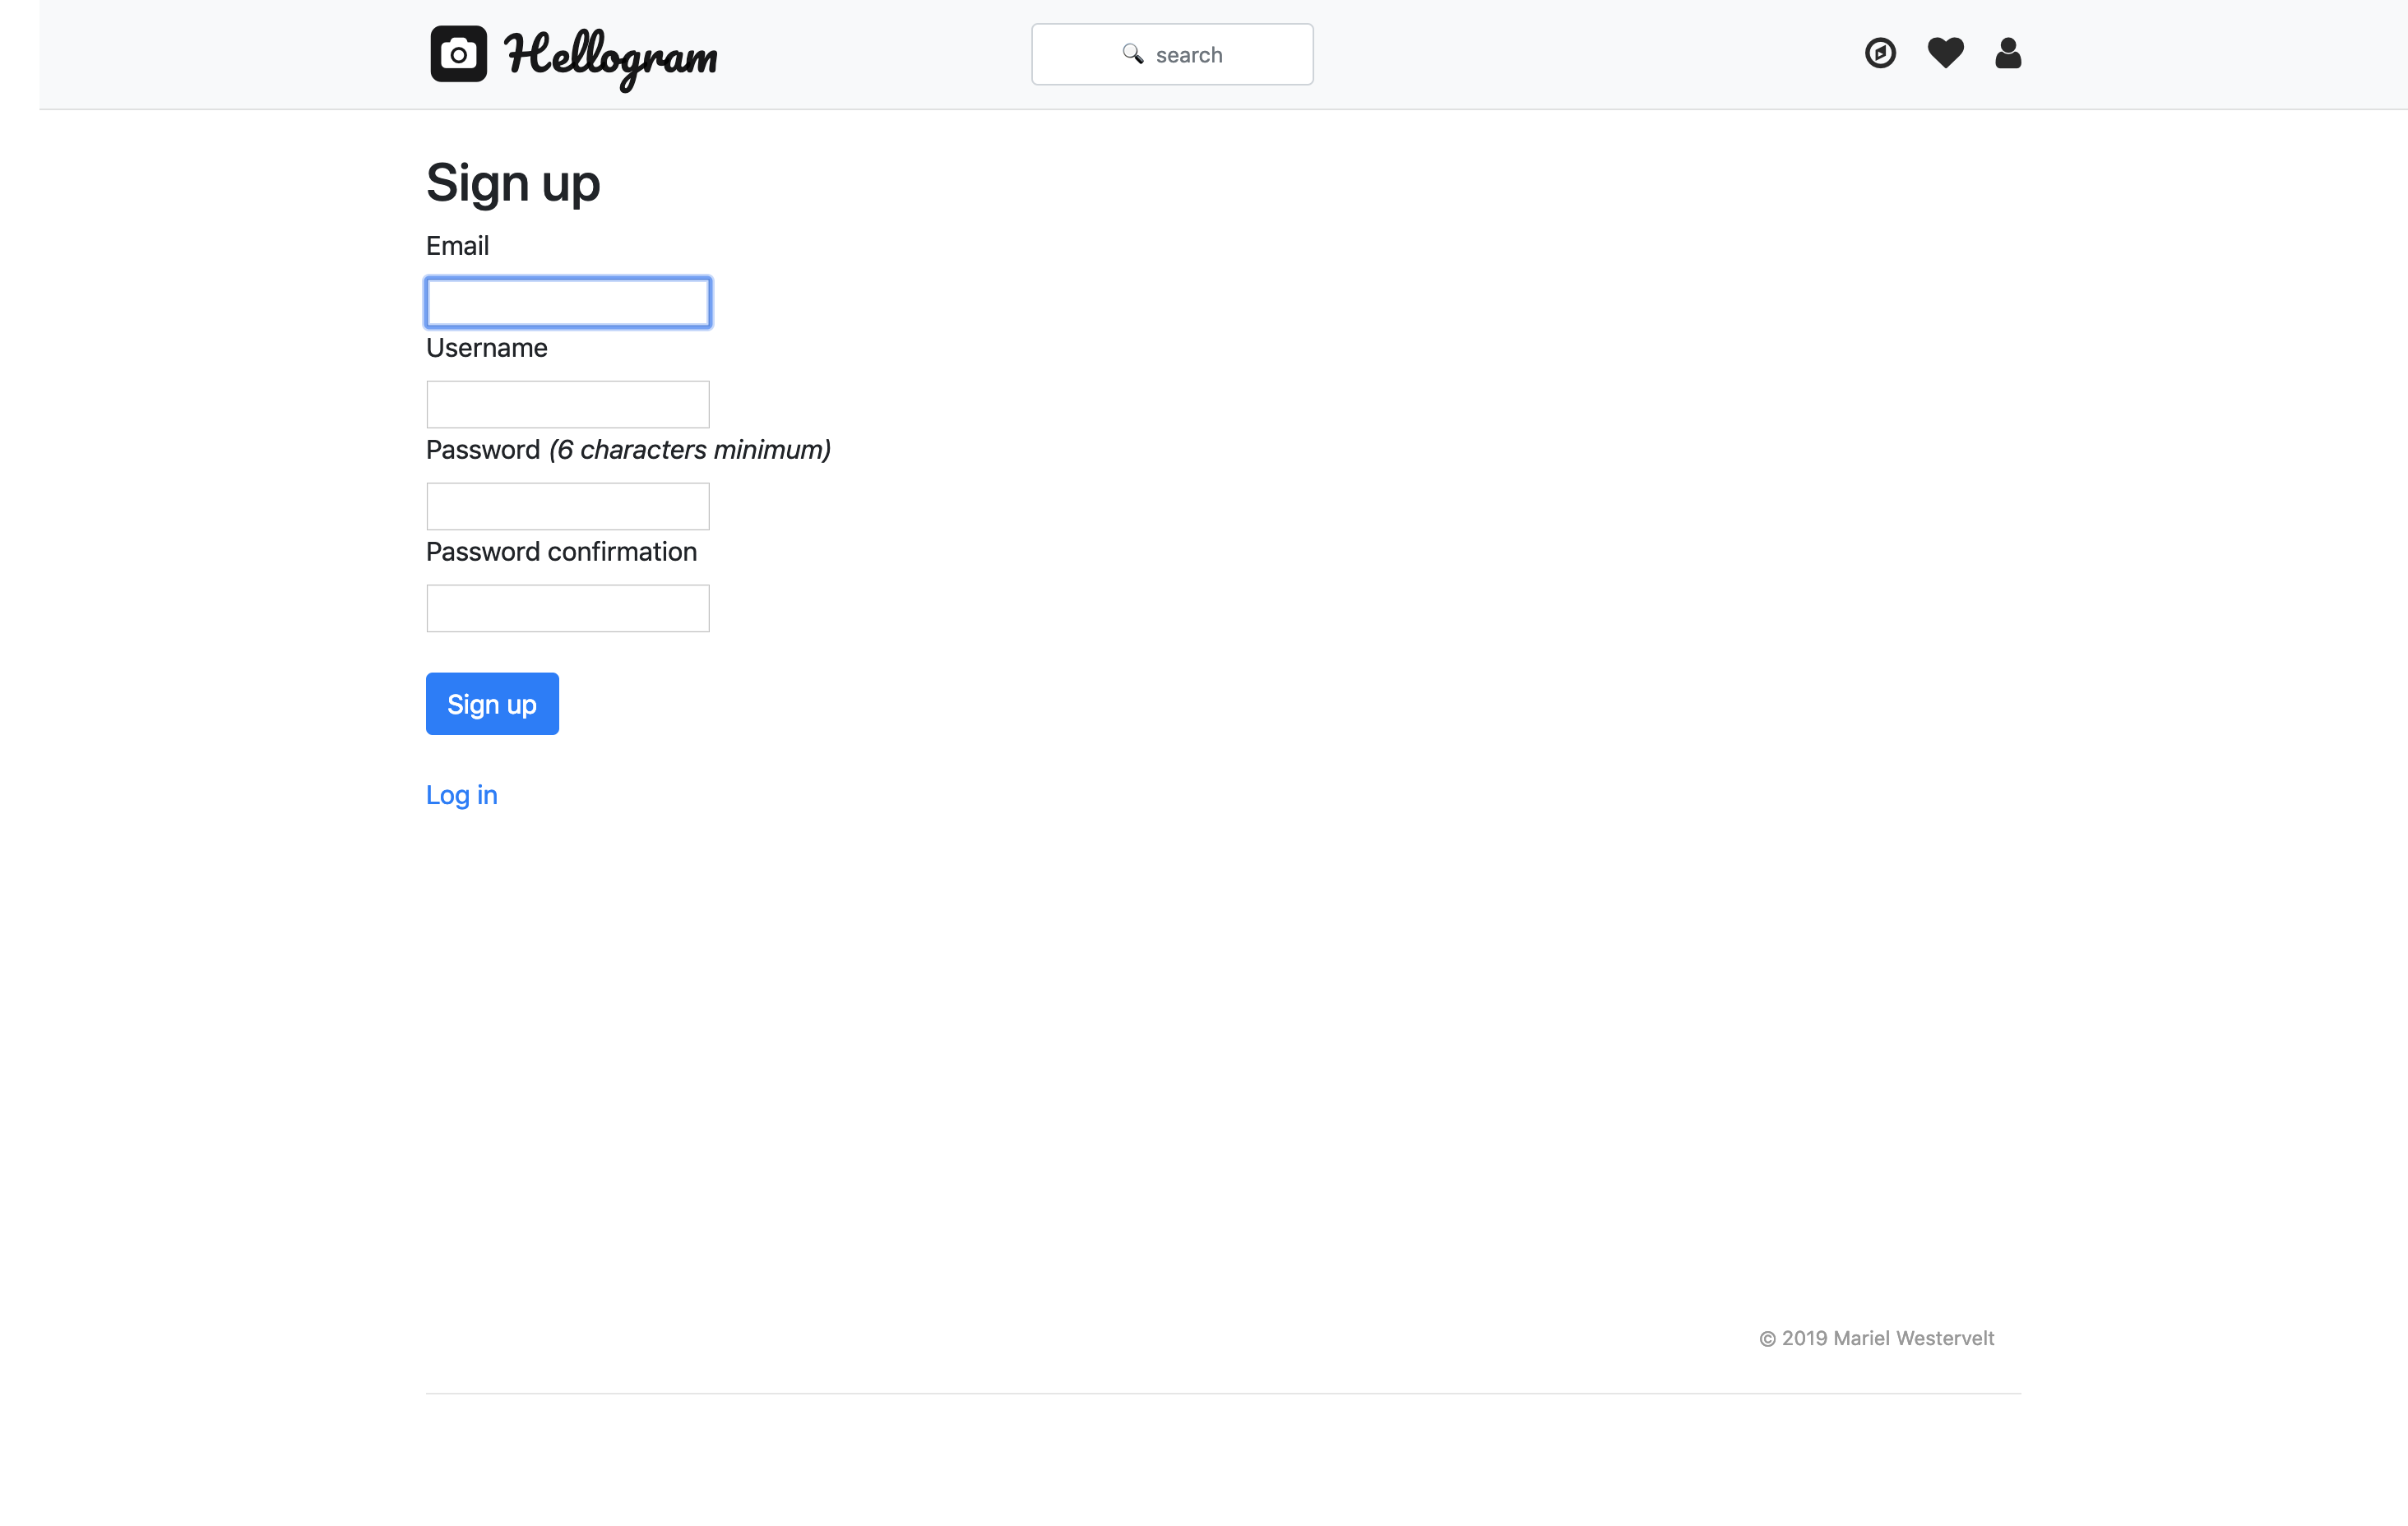 Hellogram
search
Sign up
Email
Username
Password (6 characters minimum)
Password confirmation
Sign up
Log in
© 2019 Mariel Westervelt